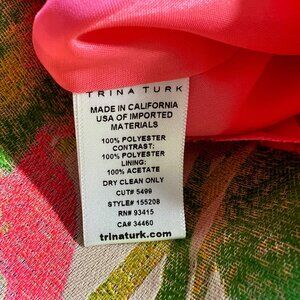 TRINA TURK
MADE IN CALIFORNIA
USA OF IMPORTED
MATERIALS
100% POLYESTER
CONTRAST:
100% POLYESTER
LINING:
100% ACETATE
DRY CLEAN ONLY
CUT# 5499
STYLE# 155208
RN# 93415
CA# 34460
trinaturk.com